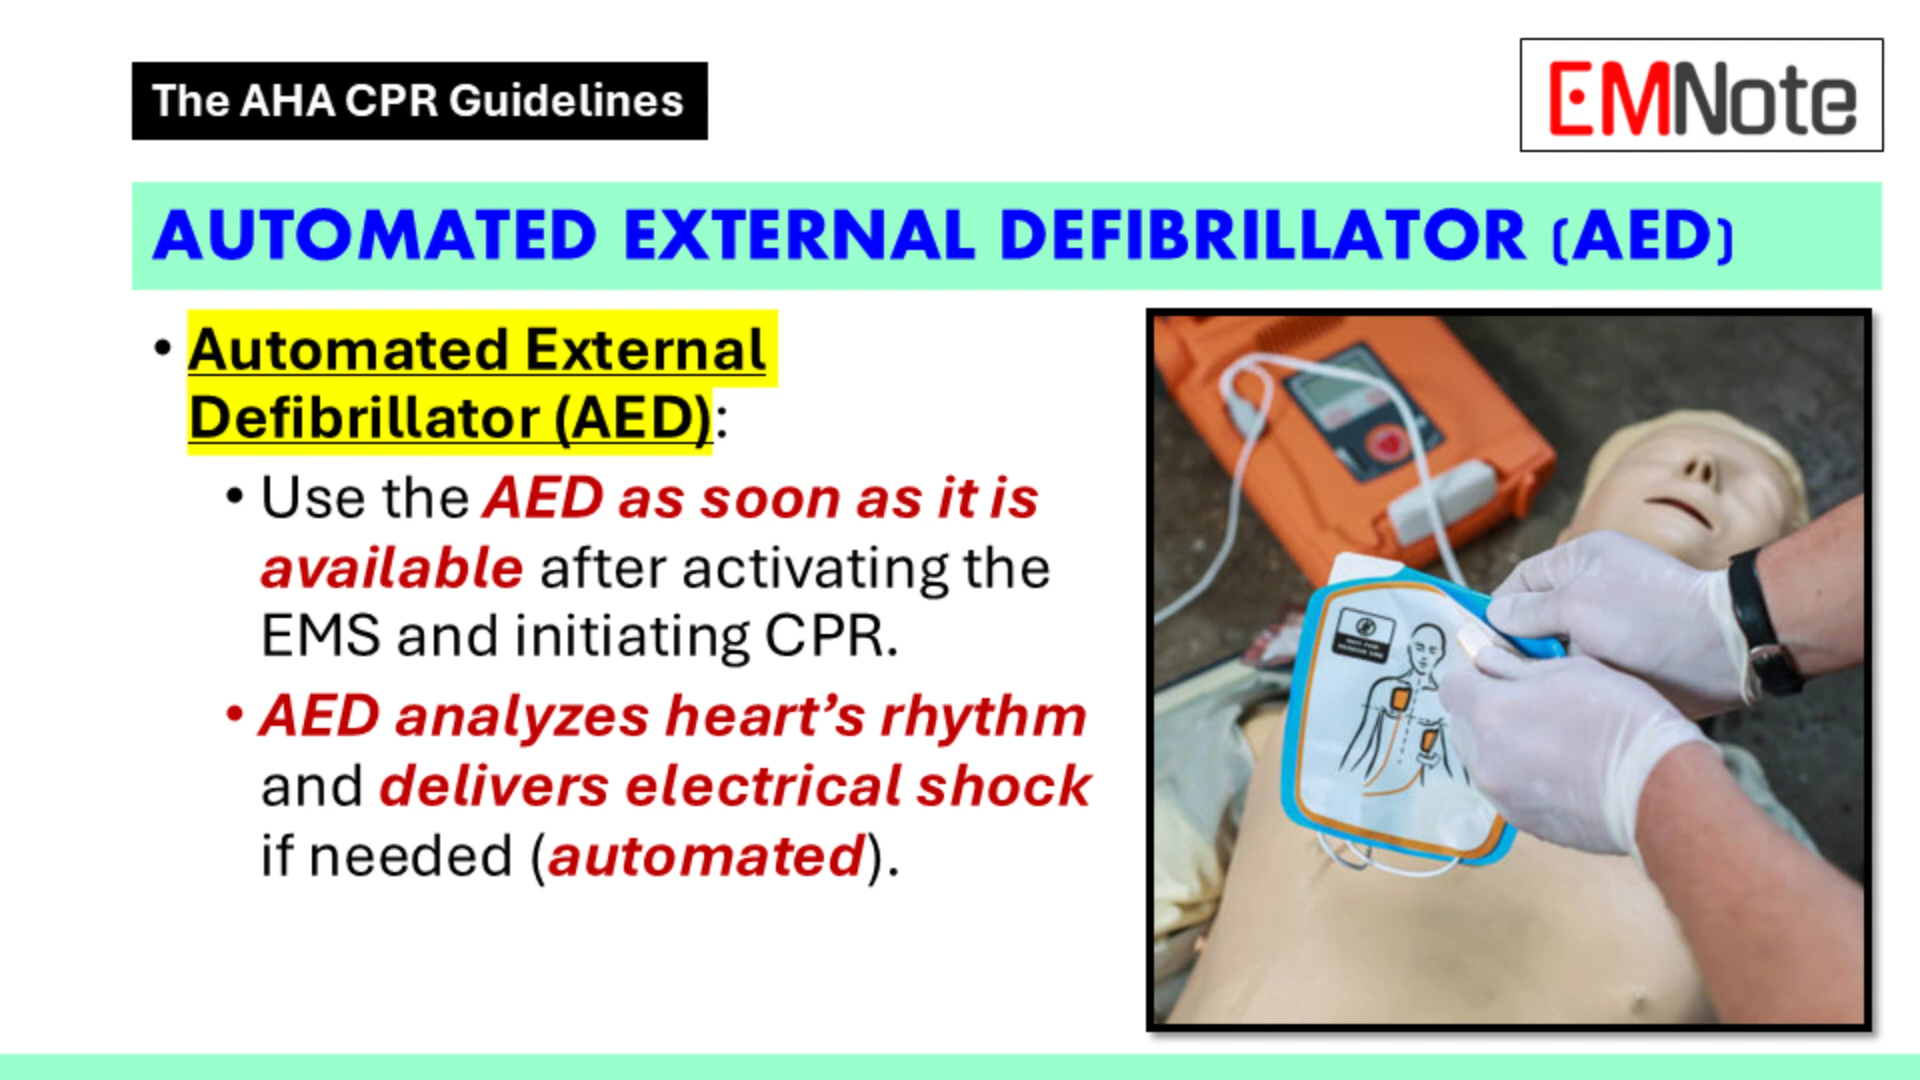 The AHA CPR Guidelines
EMNote
AUTOMATED EXTERNAL DEFIBRILLATOR (AED)
• Automated External
Defibrillator (AED):
• Use the AED as soon as it is
available after activating the
EMS and initiating CPR.
• AED analyzes heart’s rhythm
and delivers electrical shock
if needed (automated).